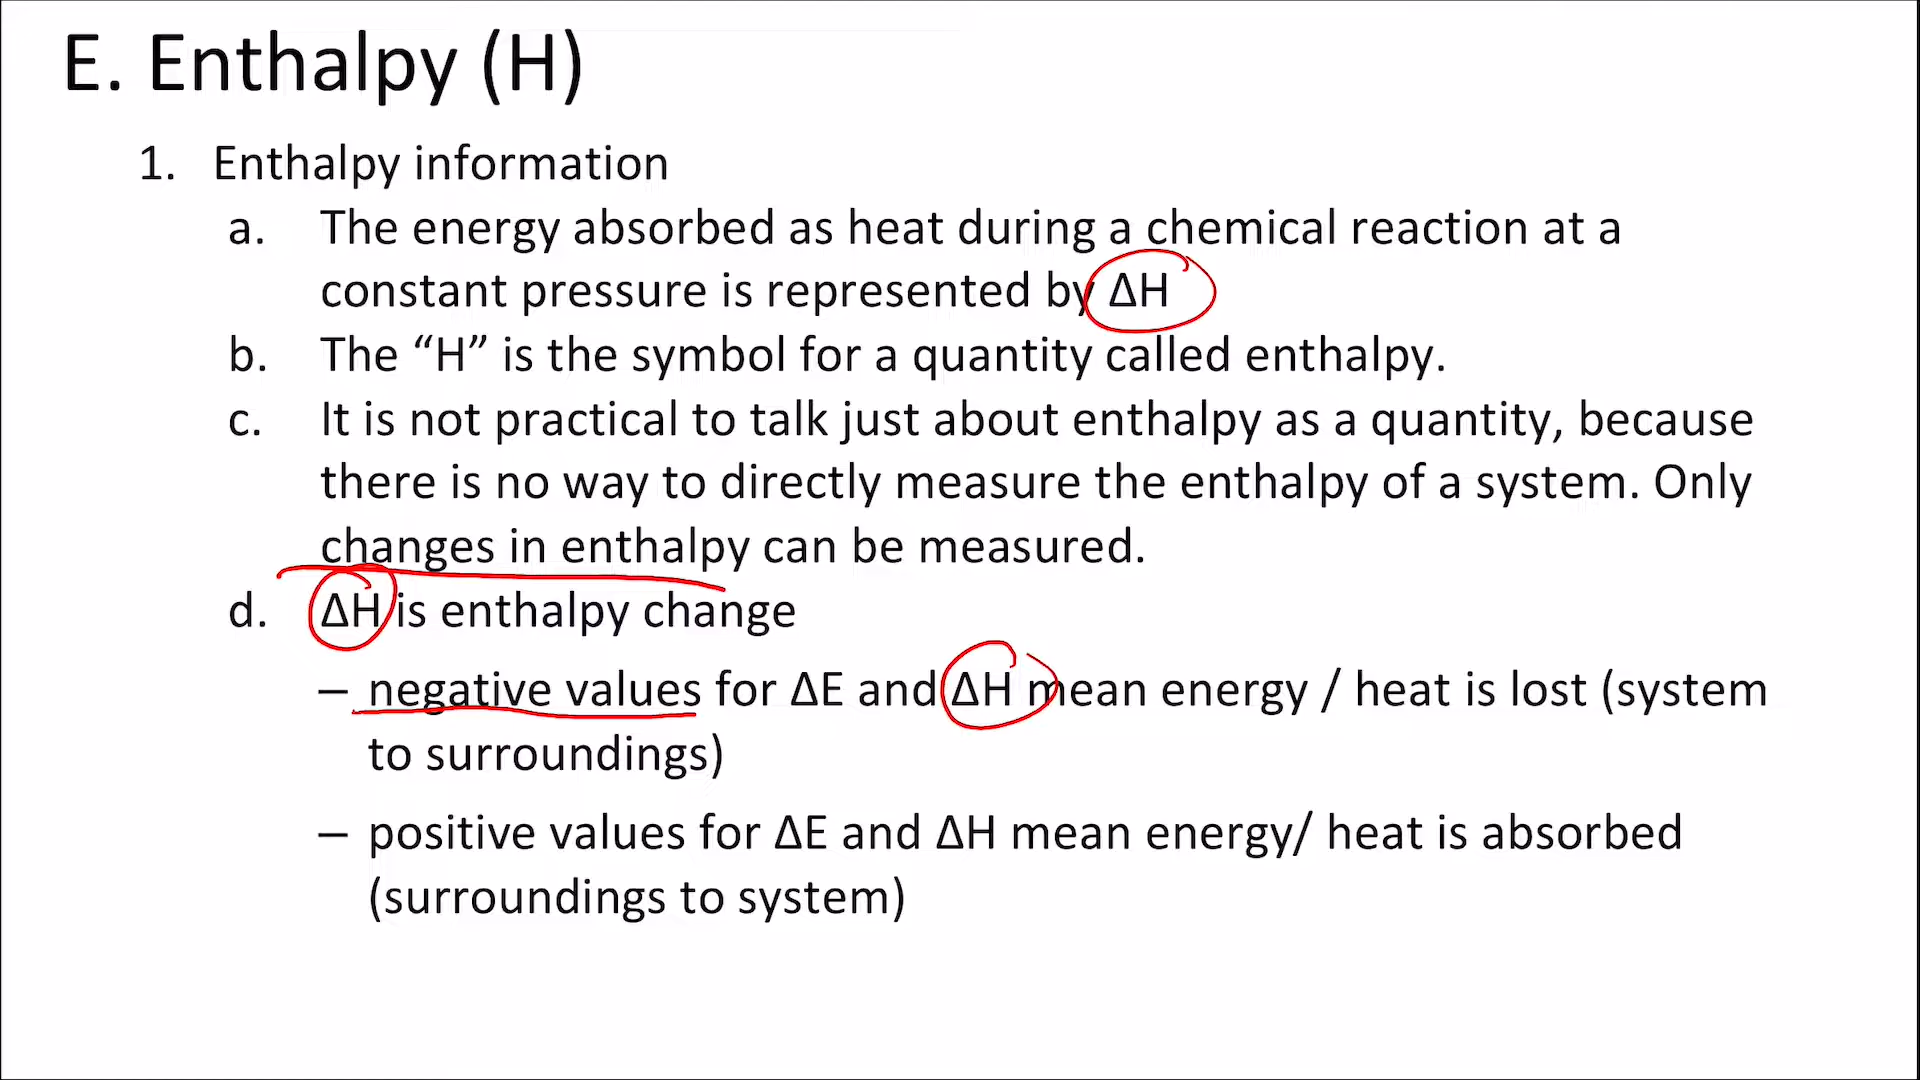 E. Enthalpy (H)
1. Enthalpy information
a. The energy absorbed as heat during a chemical reaction at a
constant pressure is represented by ΔH
b. The “H” is the symbol for a quantity called enthalpy.
c. It is not practical to talk just about enthalpy as a quantity, because
there is no way to directly measure the enthalpy of a system. Only
changes in enthalpy can be measured.
d. ΔH is enthalpy change
– negative values for ΔE and ΔH mean energy / heat is lost (system
to surroundings)
– positive values for ΔE and ΔH mean energy/ heat is absorbed
(surroundings to system)